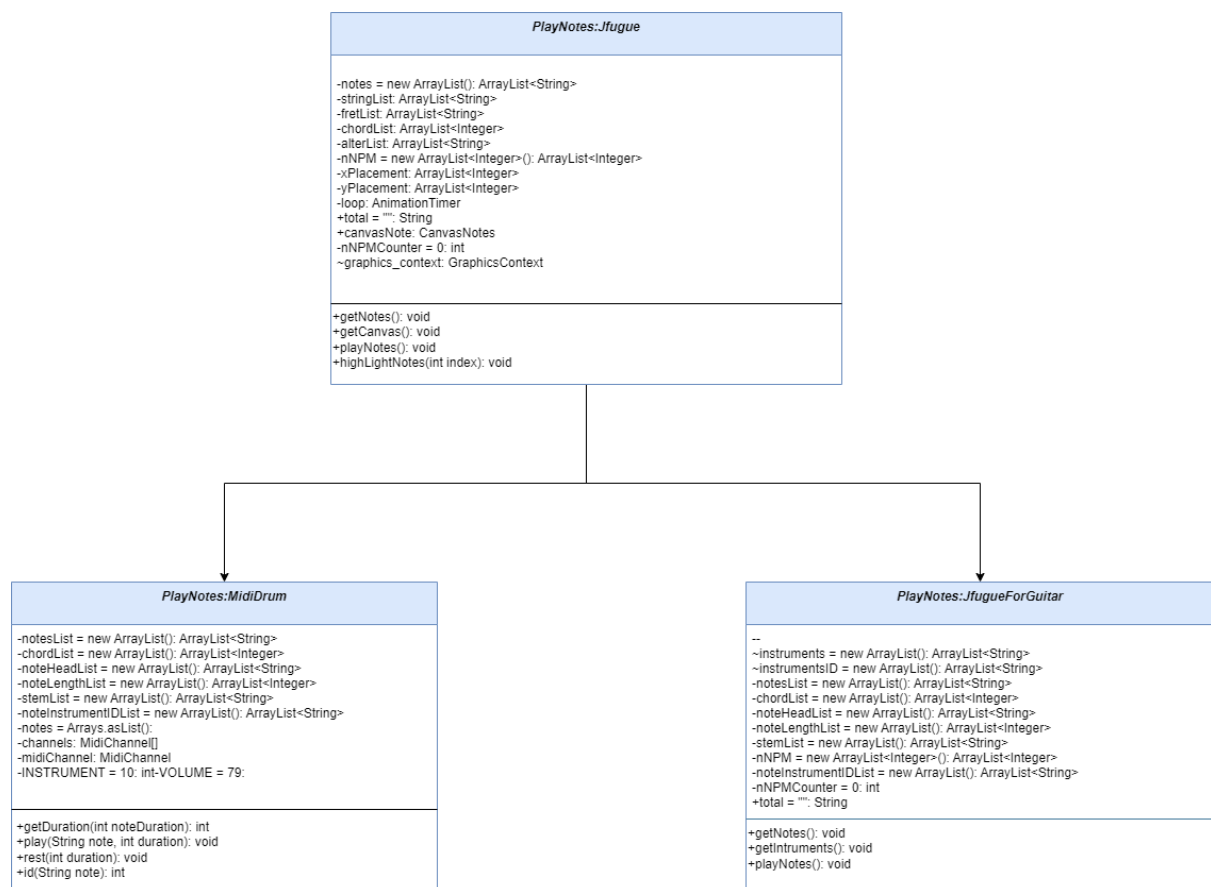 PlayNotes:Jfugue
-notes = new ArrayList(): ArrayList<String>
-stringList: ArrayList<String>
-fretList: ArrayList<String>
-chordList: ArrayList<Integer>
-alterList: ArrayList<String>
-nNPM = new ArrayList<Integer>(): ArrayList<Integer>
-xPlacement: ArrayList<Integer>
-yPlacement: ArrayList<Integer>
-loop: AnimationTimer
+total = "": String
+canvasNote: CanvasNotes
-nNPMCounter = 0: int
~graphics_context: GraphicsContext
+getNotes(): void
+getCanvas(): void
+playNotes(): void
+highLightNotes(int index): void
PlayNotes:MidiDrum
-notesList = new ArrayList(): ArrayList<String>
-chordList = new ArrayList(): ArrayList<Integer>
-noteHeadList = new ArrayList(): ArrayList<String>
-noteLengthList = new ArrayList(): ArrayList<Integer>
-stemList = new ArrayList(): ArrayList<String>
-noteInstrumentIDList = new ArrayList(): ArrayList<String>
-notes = Arrays.asList():
-channels: MidiChannel[]
-midiChannel: MidiChannel
-INSTRUMENT = 10: int-VOLUME = 79:
+getDuration(int noteDuration): int
+play(String note, int duration): void
+rest(int duration): void
+id(String note): int
PlayNotes:JfugueForGuitar
--
~instruments = new ArrayList(): ArrayList<String>
~instrumentsID = new ArrayList(): ArrayList<String>
-notesList = new ArrayList(): ArrayList<String>
-chordList = new ArrayList(): ArrayList<Integer>
-noteHeadList = new ArrayList(): ArrayList<String>
-noteLengthList = new ArrayList(): ArrayList<Integer>
-stemList = new ArrayList(): ArrayList<String>
-nNPM = new ArrayList<Integer>(): ArrayList<Integer>
-noteInstrumentIDList = new ArrayList(): ArrayList<String>
-nNPMCounter = 0: int
+total = "": String
+getNotes(): void
+getIntruments(): void
+playNotes(): void